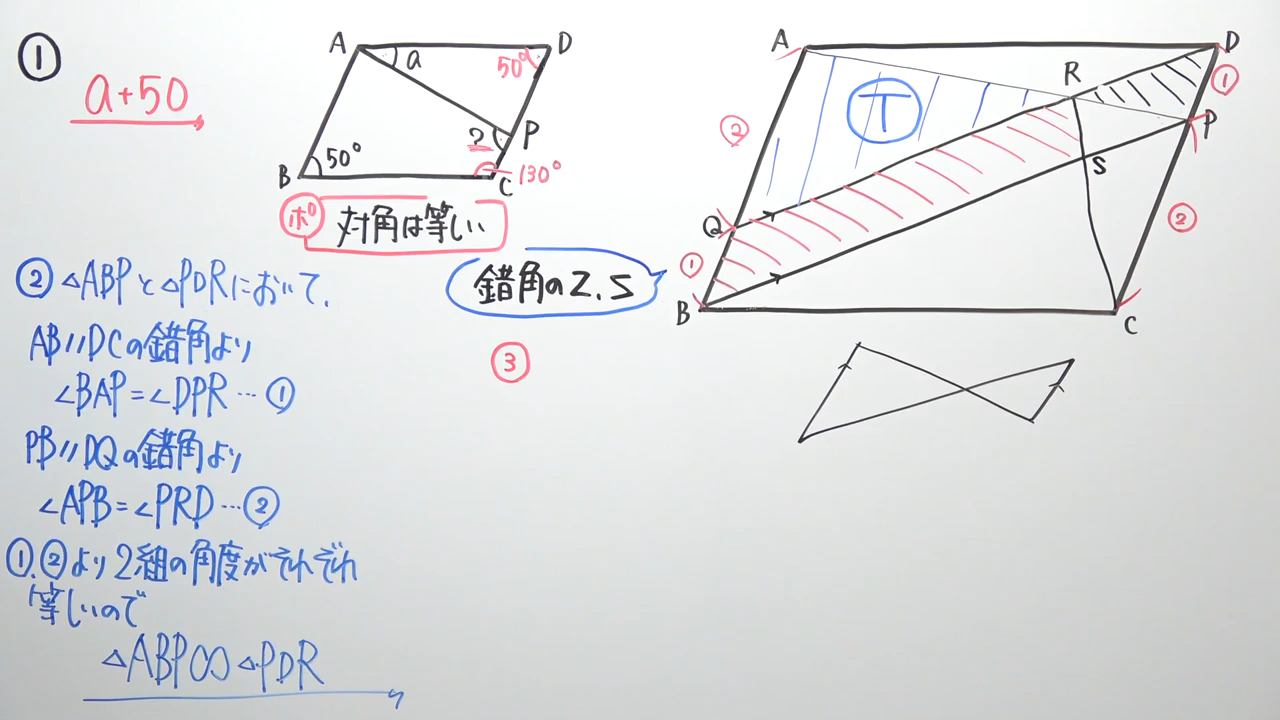 ①
a+50
A
D
a
50°
?
P
50°
B
C
130°
ポ 対角は等しい
② △ABPと△PDRにおいて、
AB//DCの錯角より
∠BAP=∠DPR…①
PB//DQの錯角より
∠APB=∠PRD…②
①、②より2組の角度がそれぞれ
等しいので
△ABP∽△PDR
錯角のZ、S
③
A
D
R
①
T
②
P
S
Q
②
①
B
C